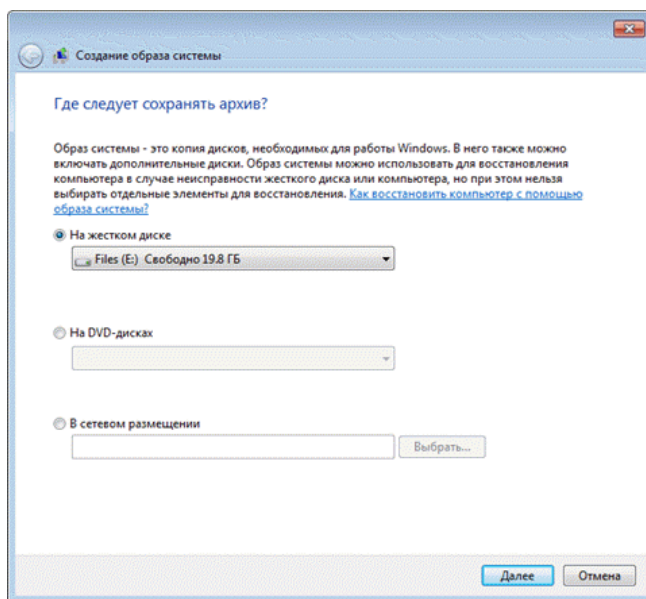 Создание образа системы
Где следует сохранять архив?
Образ системы - это копия дисков, необходимых для работы Windows. В него также можно
включать дополнительные диски. Образ системы можно использовать для восстановления
компьютера в случае неисправности жесткого диска или компьютера, но при этом нельзя
выбирать отдельные элементы для восстановления. Как восстановить компьютер с помощью
образа системы?
На жестком диске
Files (E:) Свободно 19.8 ГБ
На DVD-дисках
В сетевом размещении
Выбрать...
Далее
Отмена